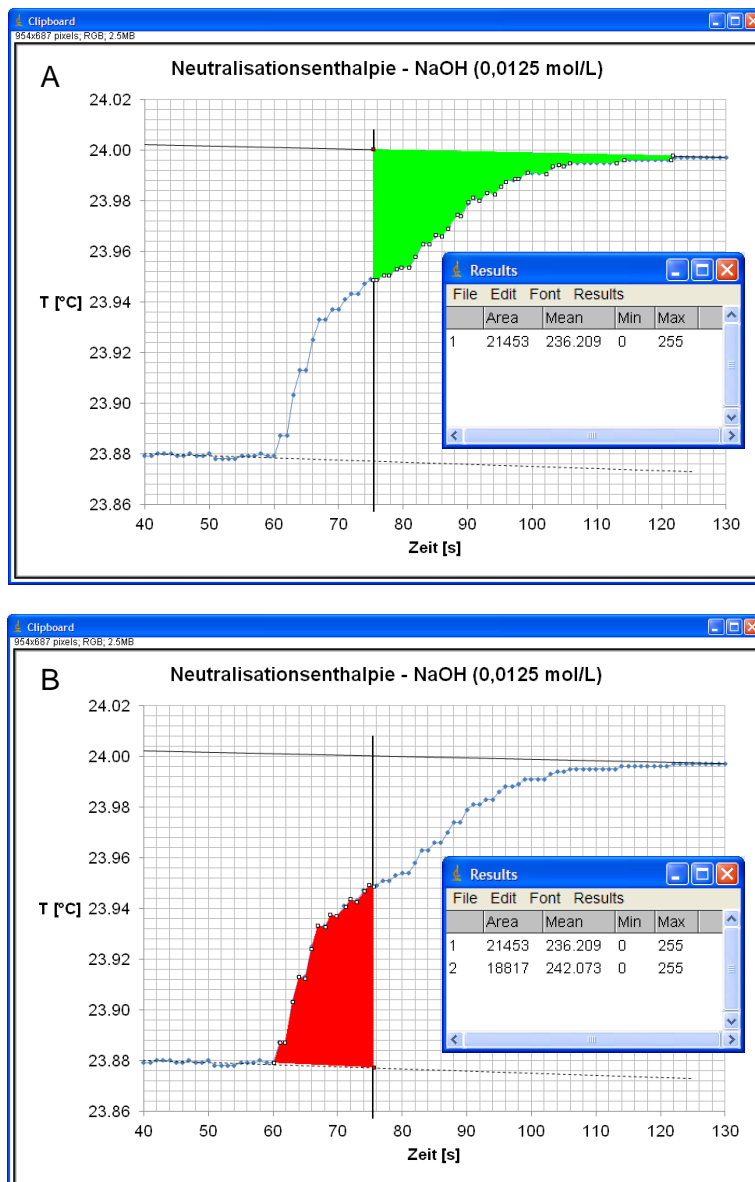 Clipboard
954x687 pixels; RGB; 2.5MB
A
Neutralisationsenthalpie - NaOH (0,0125 mol/L)
24.02
24.00
23.98
23.96
T [°C] 23.94
23.92
23.90
23.88
23.86
40 50 60 70 80 90 100 110 120 130
Zeit [s]
Results
File Edit Font Results
Area Mean Min Max
1 21453 236.209 0 255
Clipboard
954x687 pixels; RGB; 2.5MB
B
Neutralisationsenthalpie - NaOH (0,0125 mol/L)
24.02
24.00
23.98
23.96
T [°C] 23.94
23.92
23.90
23.88
23.86
40 50 60 70 80 90 100 110 120 130
Zeit [s]
Results
File Edit Font Results
Area Mean Min Max
1 21453 236.209 0 255
2 18817 242.073 0 255